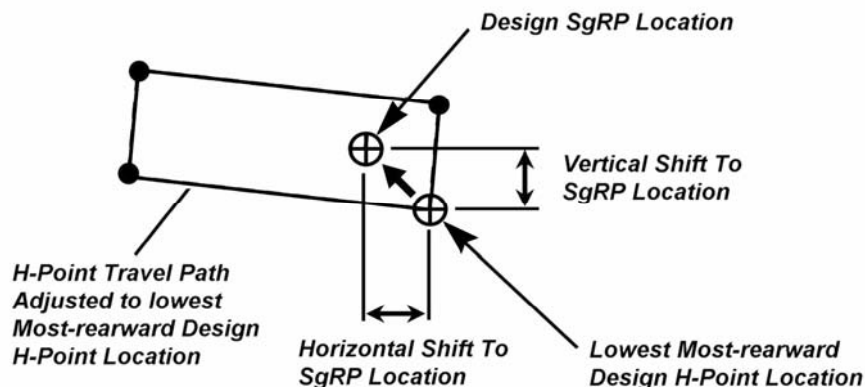 Design SgRP Location
Vertical Shift To
SgRP Location
H-Point Travel Path
Adjusted to lowest
Most-rearward Design
H-Point Location
Horizontal Shift To
SgRP Location
Lowest Most-rearward
Design H-Point Location